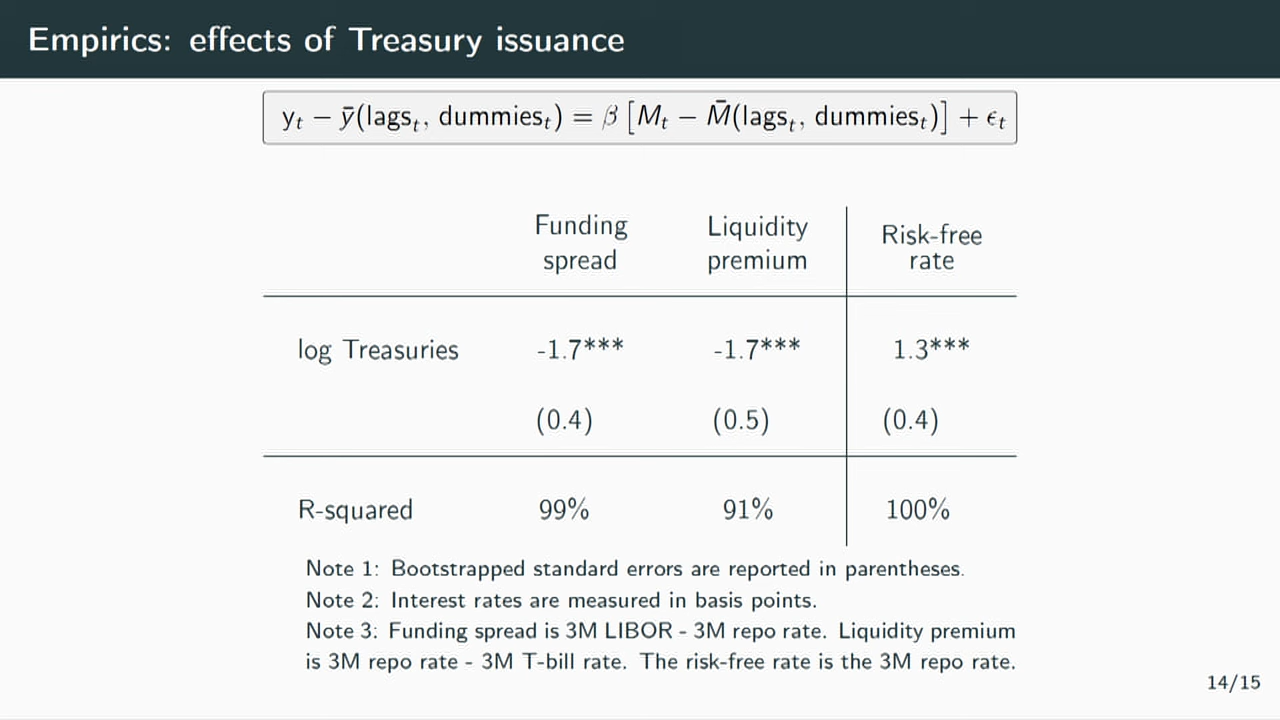 Empirics: effects of Treasury issuance
yₜ − ȳ(lagsₜ, dummiesₜ) = β [Mₜ − M̄(lagsₜ, dummiesₜ)] + ϵₜ
Funding spread
Liquidity premium
Risk-free rate
log Treasuries -1.7*** -1.7*** 1.3***
(0.4) (0.5) (0.4)
R-squared 99% 91% 100%
Note 1: Bootstrapped standard errors are reported in parentheses.
Note 2: Interest rates are measured in basis points.
Note 3: Funding spread is 3M LIBOR - 3M repo rate. Liquidity premium
is 3M repo rate - 3M T-bill rate. The risk-free rate is the 3M repo rate.
14/15